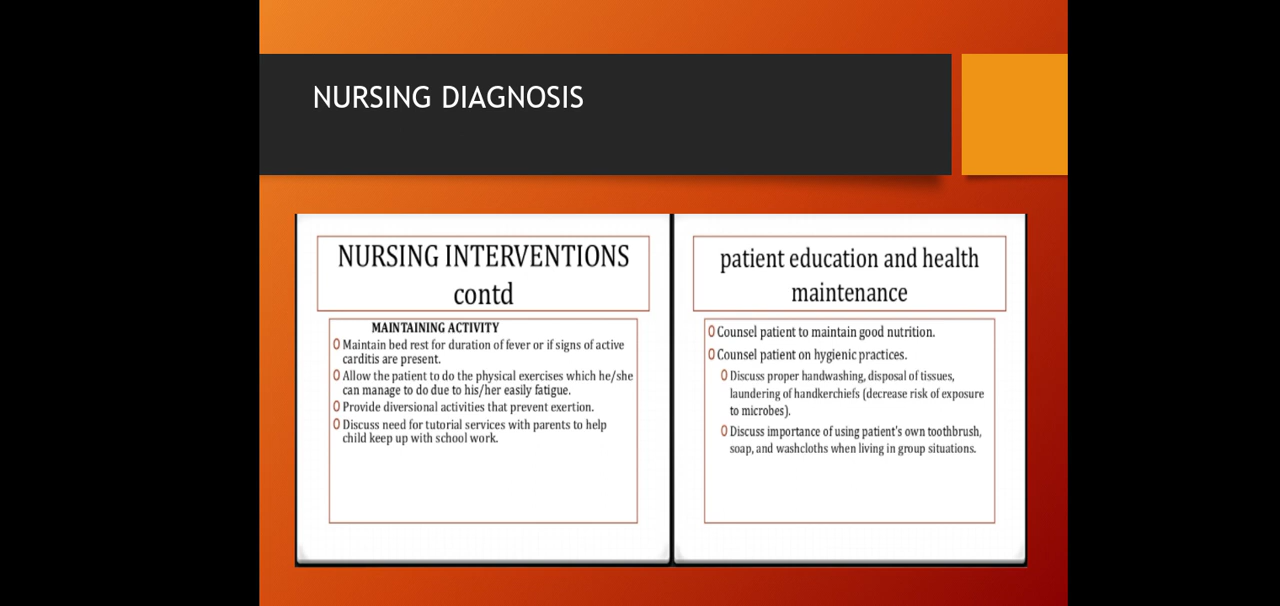 NURSING DIAGNOSIS
NURSING INTERVENTIONS
contd
MAINTAINING ACTIVITY
Maintain bed rest for duration of fever or if signs of active
carditis are present.
Allow the patient to do the physical exercises which he/she
can manage to do due to his/her easily fatigue.
Provide diversional activities that prevent exertion.
Discuss need for tutorial services with parents to help
child keep up with school work.
patient education and health
maintenance
Counsel patient to maintain good nutrition.
Counsel patient on hygienic practices.
Discuss proper handwashing, disposal of tissues,
laundering of handkerchiefs (decrease risk of exposure
to microbes).
Discuss importance of using patient's own toothbrush,
soap, and washcloths when living in group situations.